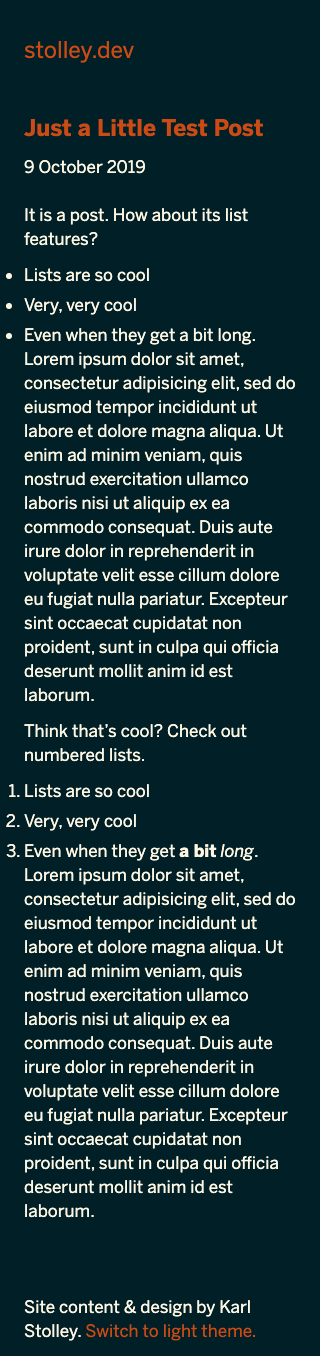 stolley.dev
Just a Little Test Post
9 October 2019
It is a post. How about its list
features?
• Lists are so cool
• Very, very cool
• Even when they get a bit long.
Lorem ipsum dolor sit amet,
consectetur adipisicing elit, sed do
eiusmod tempor incididunt ut
labore et dolore magna aliqua. Ut
enim ad minim veniam, quis
nostrud exercitation ullamco
laboris nisi ut aliquip ex ea
commodo consequat. Duis aute
irure dolor in reprehenderit in
voluptate velit esse cillum dolore
eu fugiat nulla pariatur. Excepteur
sint occaecat cupidatat non
proident, sunt in culpa qui officia
deserunt mollit anim id est
laborum.
Think that’s cool? Check out
numbered lists.
1. Lists are so cool
2. Very, very cool
3. Even when they get a bit long.
Lorem ipsum dolor sit amet,
consectetur adipisicing elit, sed do
eiusmod tempor incididunt ut
labore et dolore magna aliqua. Ut
enim ad minim veniam, quis
nostrud exercitation ullamco
laboris nisi ut aliquip ex ea
commodo consequat. Duis aute
irure dolor in reprehenderit in
voluptate velit esse cillum dolore
eu fugiat nulla pariatur. Excepteur
sint occaecat cupidatat non
proident, sunt in culpa qui officia
deserunt mollit anim id est
laborum.
Site content & design by Karl
Stolley. Switch to light theme.